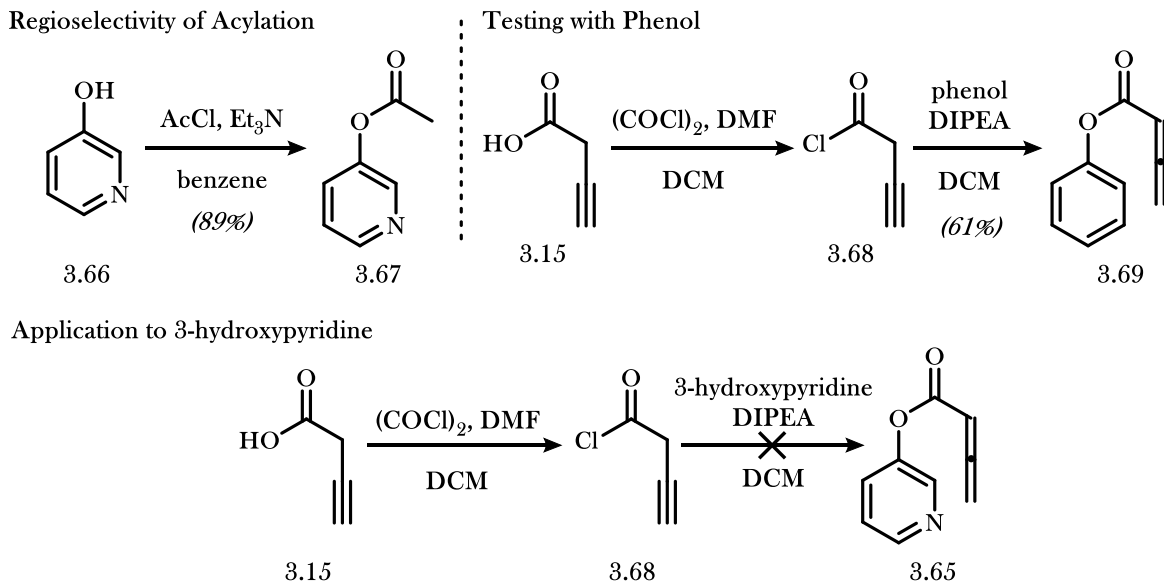 Regioselectivity of Acylation
Testing with Phenol
OH
N
3.66
AcCl, Et₃N
benzene
(89%)
O
O
N
3.67
O
HO
3.15
(COCl)₂, DMF
DCM
O
Cl
3.68
phenol
DIPEA
DCM
(61%)
O
O
3.69
Application to 3-hydroxypyridine
O
HO
3.15
(COCl)₂, DMF
DCM
O
Cl
3.68
3-hydroxypyridine
DIPEA
DCM
O
O
N
3.65